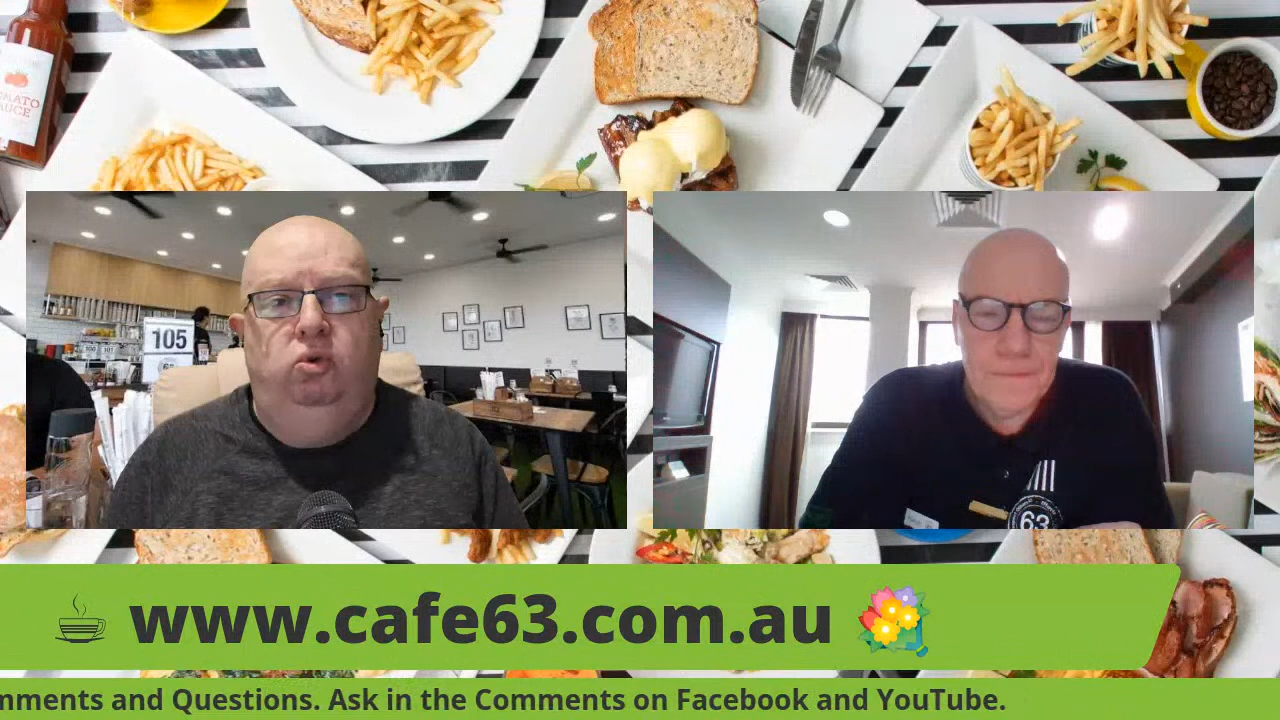 TOMATO
SAUCE
105
63
www.cafe63.com.au
mments and Questions. Ask in the Comments on Facebook and YouTube.